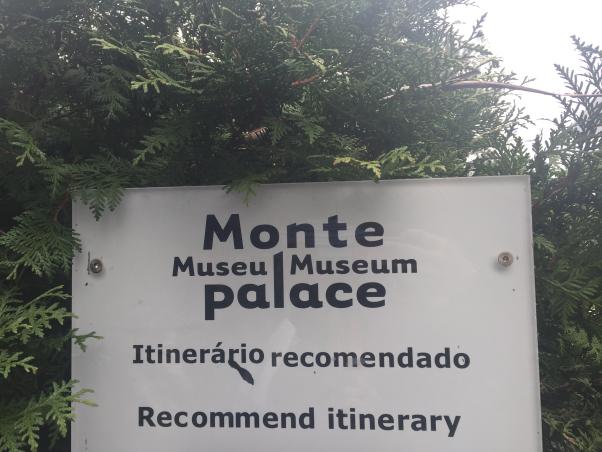 Monte
Museu Museum
palace
Itinerário recomendado
Recommend itinerary